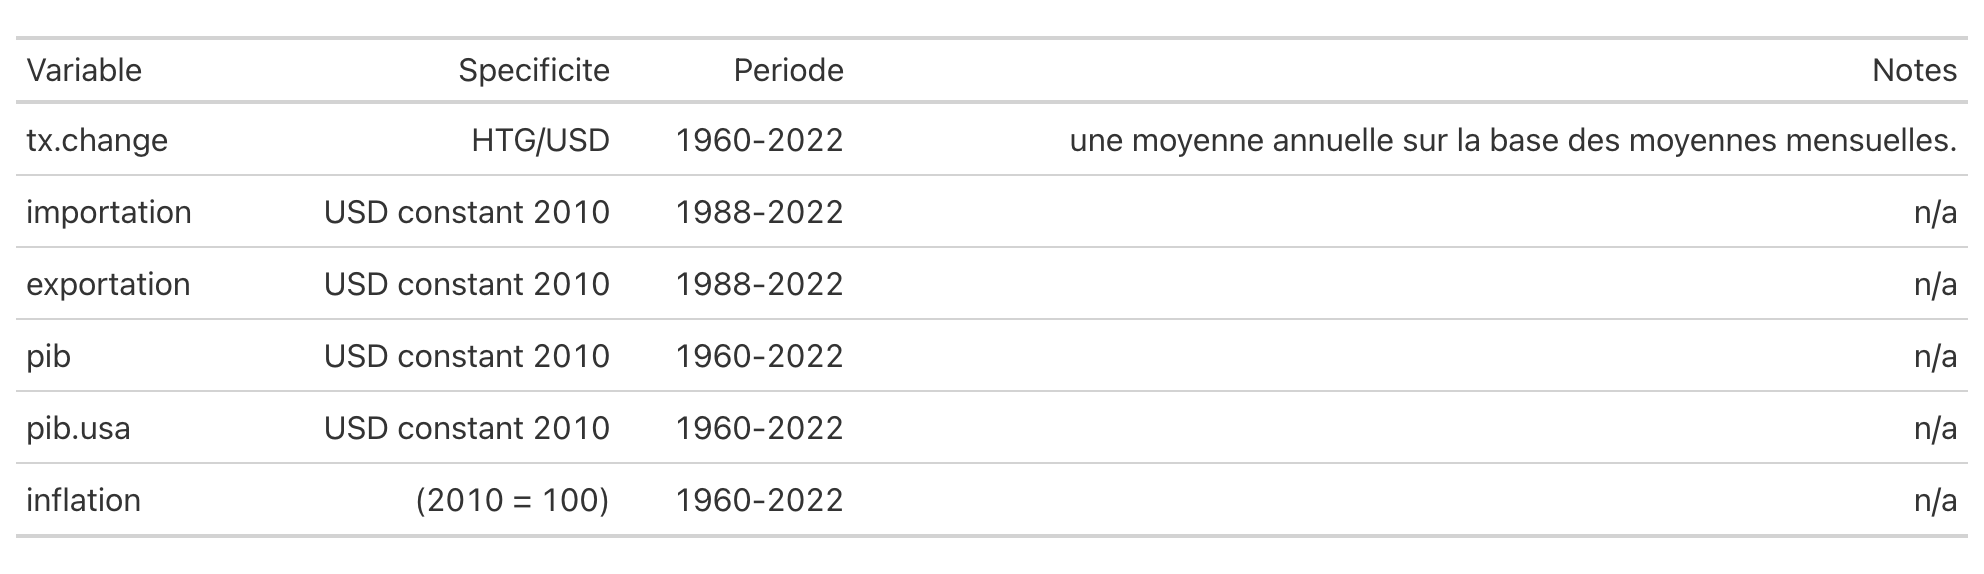 Variable Specificite Periode Notes
tx.change HTG/USD 1960-2022 une moyenne annuelle sur la base des moyennes mensuelles.
importation USD constant 2010 1988-2022 n/a
exportation USD constant 2010 1988-2022 n/a
pib USD constant 2010 1960-2022 n/a
pib.usa USD constant 2010 1960-2022 n/a
inflation (2010 = 100) 1960-2022 n/a